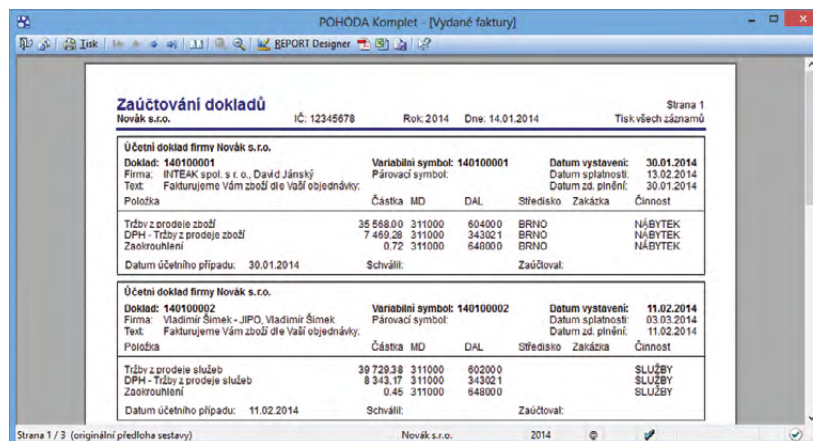 POHODA Komplet - [Vydané faktury]
Tisk 1:1 REPORT Designer
Zaúčtování dokladů Strana 1
Novák s.r.o. IČ: 12345678 Rok: 2014 Dne: 14.01.2014 Tisk všech záznamů
Účetní doklad firmy Novák s.r.o.
Doklad: 140100001 Variabilní symbol: 140100001 Datum vystavení: 30.01.2014
Firma: INTEAK spol. s r. o., David Jánský Párovací symbol: Datum splatnosti: 13.02.2014
Text: Fakturujeme Vám zboží dle Vaší objednávky: Datum zd. plnění: 30.01.2014
Položka Částka MD DAL Středisko Zakázka Činnost
Tržby z prodeje zboží 35 568,00 311000 604000 BRNO NÁBYTEK
DPH - Tržby z prodeje zboží 7 469,28 311000 343021 BRNO NÁBYTEK
Zaokrouhlení 0,72 311000 648000 BRNO NÁBYTEK
Datum účetního případu: 30.01.2014 Schválil: Zaúčtoval:
Účetní doklad firmy Novák s.r.o.
Doklad: 140100002 Variabilní symbol: 140100002 Datum vystavení: 11.02.2014
Firma: Vladimír Šimek - JIPO, Vladimír Šimek Párovací symbol: Datum splatnosti: 03.03.2014
Text: Fakturujeme Vám zboží dle Vaší objednávky: Datum zd. plnění: 11.02.2014
Položka Částka MD DAL Středisko Zakázka Činnost
Tržby z prodeje služeb 39 729,38 311000 602000 SLUŽBY
DPH - Tržby z prodeje služeb 8 343,17 311000 343021 SLUŽBY
Zaokrouhlení 0,45 311000 648000 SLUŽBY
Datum účetního případu: 11.02.2014 Schválil: Zaúčtoval:
Strana 1 / 3 (originální předloha sestavy) Novák s.r.o. 2014 @